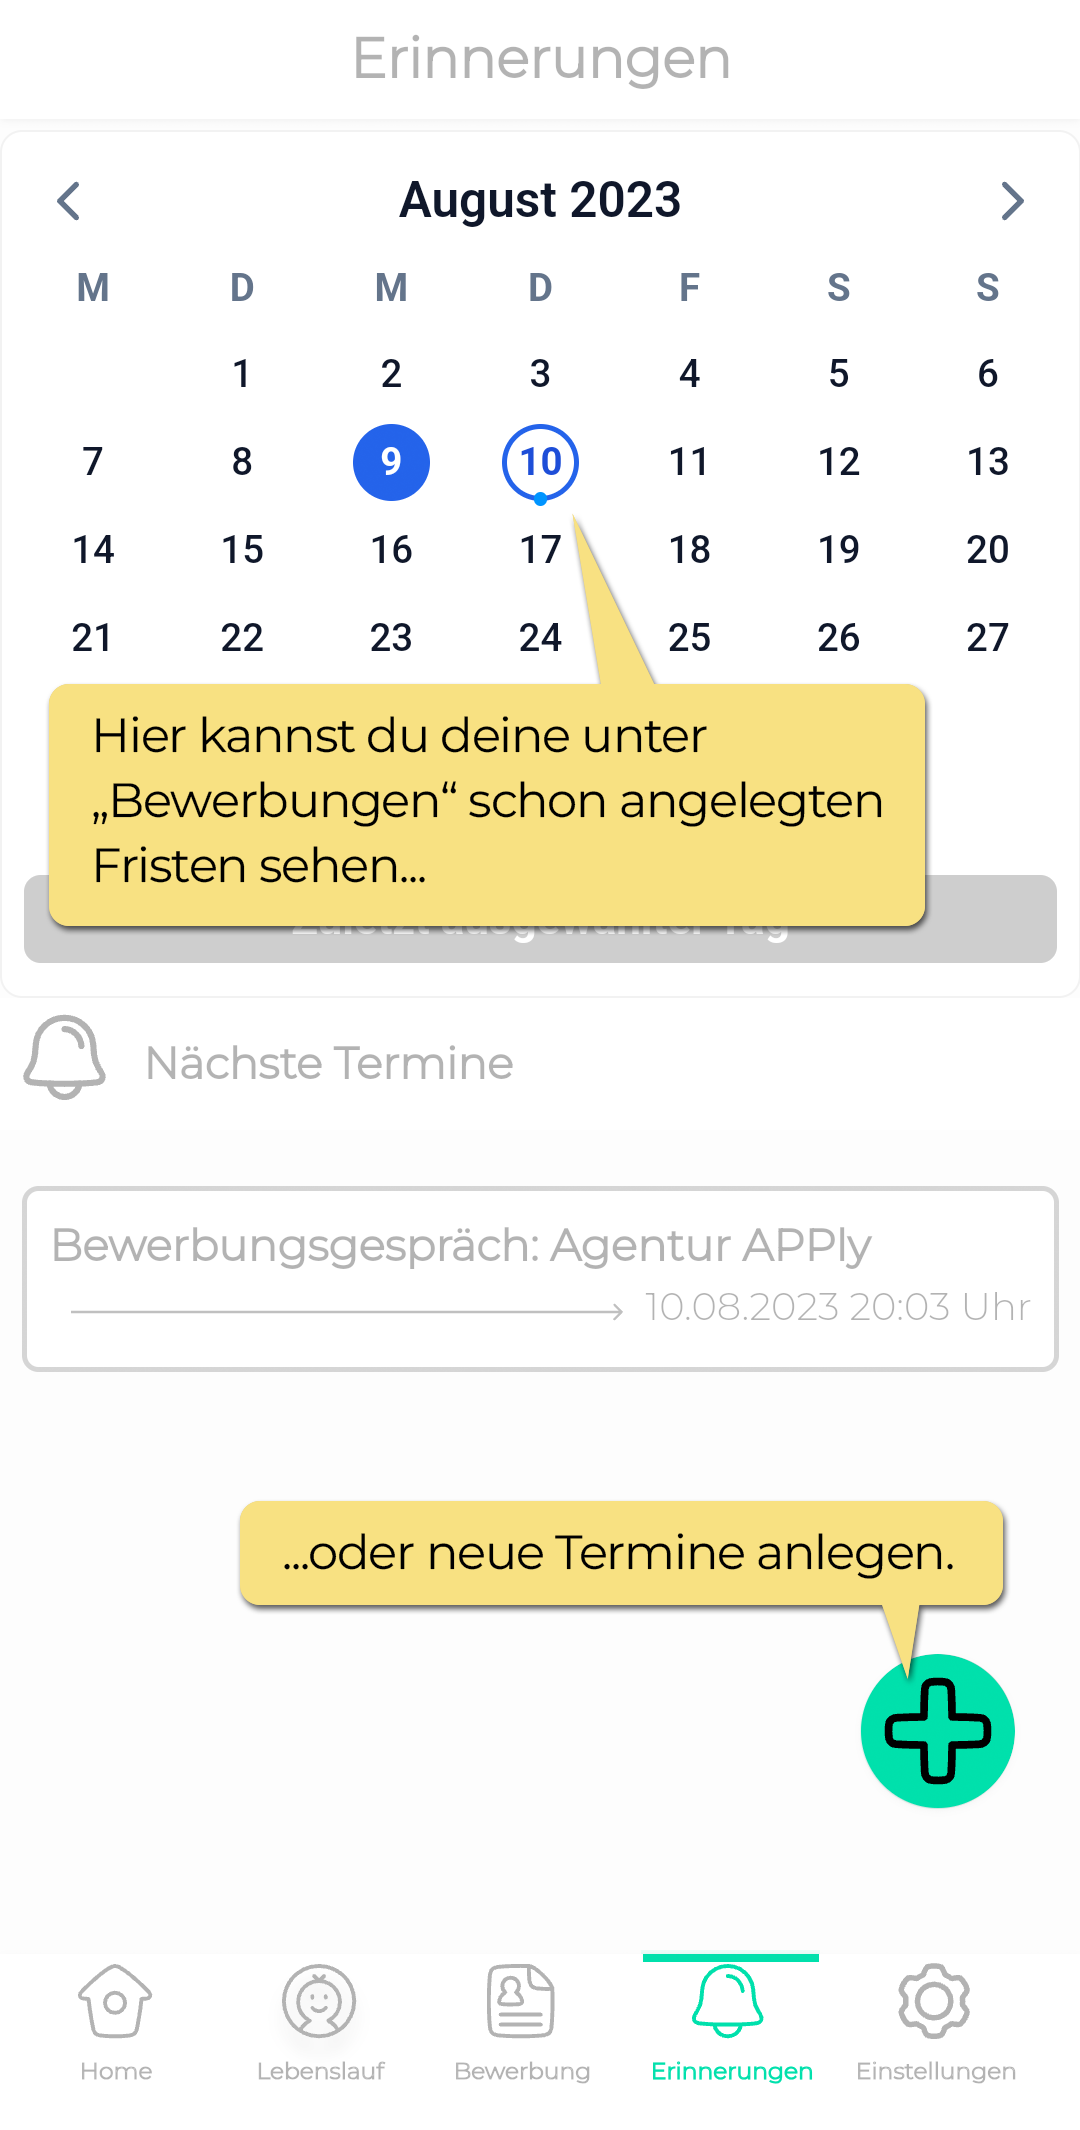 Erinnerungen
August 2023
M D M D F S S
1 2 3 4 5 6
7 8 9 10 11 12 13
14 15 16 17 18 19 20
21 22 23 24 25 26 27
Hier kannst du deine unter
„Bewerbungen“ schon angelegten
Fristen sehen...
Zuletzt ausgewählter Tag
Nächste Termine
Bewerbungsgespräch: Agentur APPly
10.08.2023 20:03 Uhr
...oder neue Termine anlegen.
Home Lebenslauf Bewerbung Erinnerungen Einstellungen